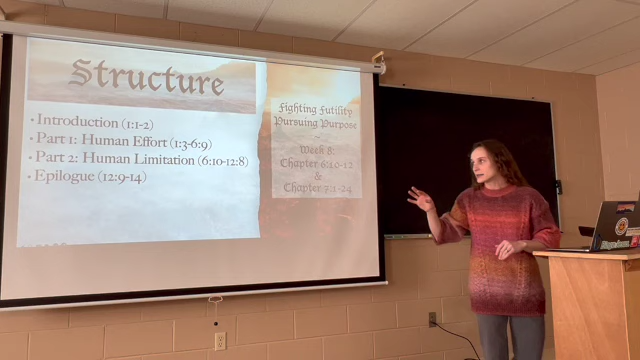 Structure
• Introduction (1:1-2)
• Part 1: Human Effort (1:3-6:9)
• Part 2: Human Limitation (6:10-12:8)
• Epilogue (12:9-14)
Fighting Futility
Pursuing Purpose
~
Week 8:
Chapter 6:10-12
&
Chapter 7:1-24